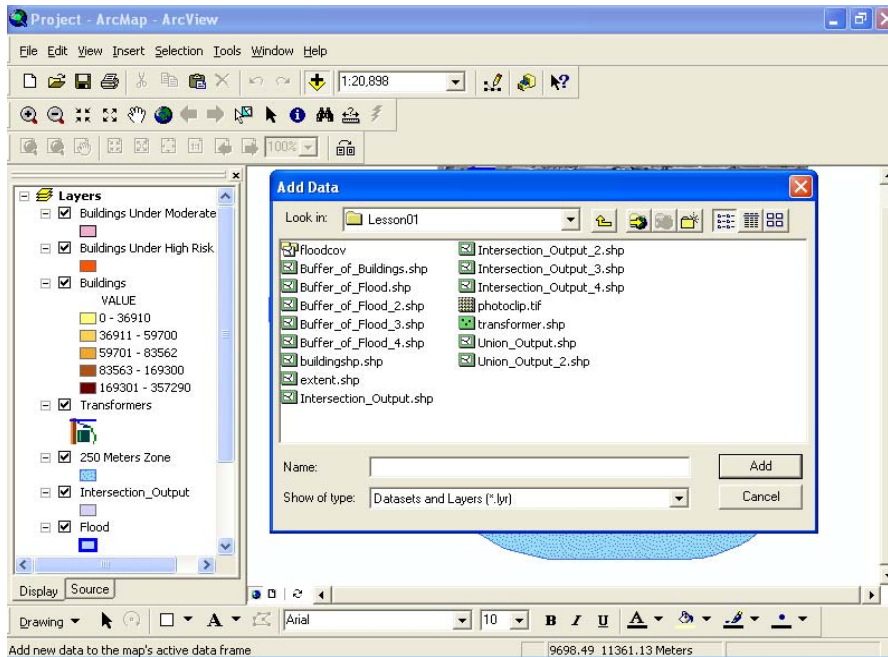 Project - ArcMap - ArcView
File Edit View Insert Selection Tools Window Help
1:20,898
100%
Layers
Buildings Under Moderate
Buildings Under High Risk
Buildings
VALUE
0 - 36910
36911 - 59700
59701 - 83562
83563 - 169300
169301 - 357290
Transformers
250 Meters Zone
Intersection_Output
Flood
Display Source
Add Data
Look in: Lesson01
floodcov
Buffer_of_Buildings.shp
Buffer_of_Flood.shp
Buffer_of_Flood_2.shp
Buffer_of_Flood_3.shp
Buffer_of_Flood_4.shp
buildingshp.shp
extent.shp
Intersection_Output.shp
Intersection_Output_2.shp
Intersection_Output_3.shp
Intersection_Output_4.shp
photoclip.tif
transformer.shp
Union_Output.shp
Union_Output_2.shp
Name: Add
Show of type: Datasets and Layers (*.lyr) Cancel
Drawing A Arial 10 B I U A
Add new data to the map's active data frame 9698.49 11361.13 Meters